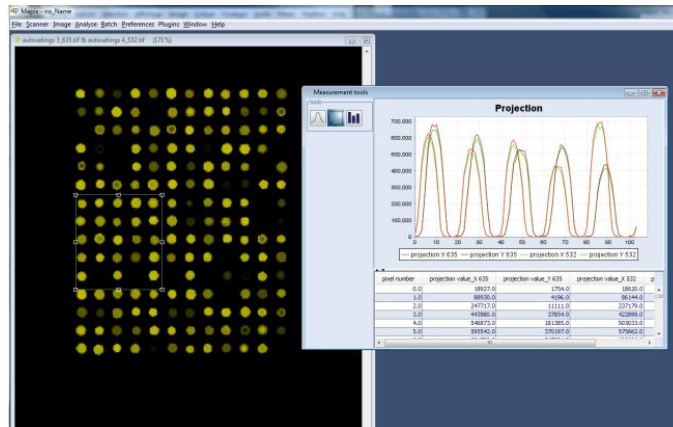 Mapix - no_Name
File Scanner Image Analyse Batch Preferences Plugins Window Help
autosetings 3_635.tif & autosetings 4_532.tif (171%)
Measurement tools
tools
Projection
700,000
600,000
500,000
400,000
300,000
200,000
100,000
0
0 10 20 30 40 50 60 70 80 90 100
projection X 635 projection Y 635 projection X 532 projection Y 532
pixel number projection value_X 635 projection value_Y 635 projection value_X 532
0.0 18927.0 1754.0 18620.0
1.0 88930.0 4196.0 86144.0
2.0 247717.0 11111.0 237179.0
3.0 443980.0 37854.0 422899.0
4.0 546873.0 181385.0 503033.0
5.0 595542.0 370197.0 575662.0